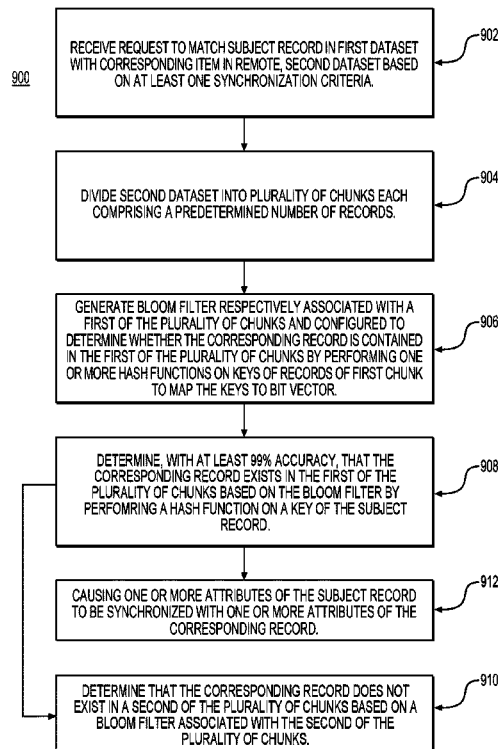 900
RECEIVE REQUEST TO MATCH SUBJECT RECORD IN FIRST DATASET
WITH CORRESPONDING ITEM IN REMOTE, SECOND DATASET BASED
ON AT LEAST ONE SYNCHRONIZATION CRITERIA.
902
DIVIDE SECOND DATASET INTO PLURALITY OF CHUNKS EACH
COMPRISING A PREDETERMINED NUMBER OF RECORDS.
904
GENERATE BLOOM FILTER RESPECTIVELY ASSOCIATED WITH A
FIRST OF THE PLURALITY OF CHUNKS AND CONFIGURED TO
DETERMINE WHETHER THE CORRESPONDING RECORD IS CONTAINED
IN THE FIRST OF THE PLURALITY OF CHUNKS BY PERFORMING ONE
OR MORE HASH FUNCTIONS ON KEYS OF RECORDS OF FIRST CHUNK
TO MAP THE KEYS TO BIT VECTOR.
906
DETERMINE, WITH AT LEAST 99% ACCURACY, THAT THE
CORRESPONDING RECORD EXISTS IN THE FIRST OF THE
PLURALITY OF CHUNKS BASED ON THE BLOOM FILTER BY
PERFOMRING A HASH FUNCTION ON A KEY OF THE SUBJECT
RECORD.
908
CAUSING ONE OR MORE ATTRIBUTES OF THE SUBJECT RECORD
TO BE SYNCHRONIZED WITH ONE OR MORE ATTRIBUTES OF THE
CORRESPONDING RECORD.
912
DETERMINE THAT THE CORRESPONDING RECORD DOES NOT
EXIST IN A SECOND OF THE PLURALITY OF CHUNKS BASED ON A
BLOOM FILTER ASSOCIATED WITH THE SECOND OF THE
PLURALITY OF CHUNKS.
910